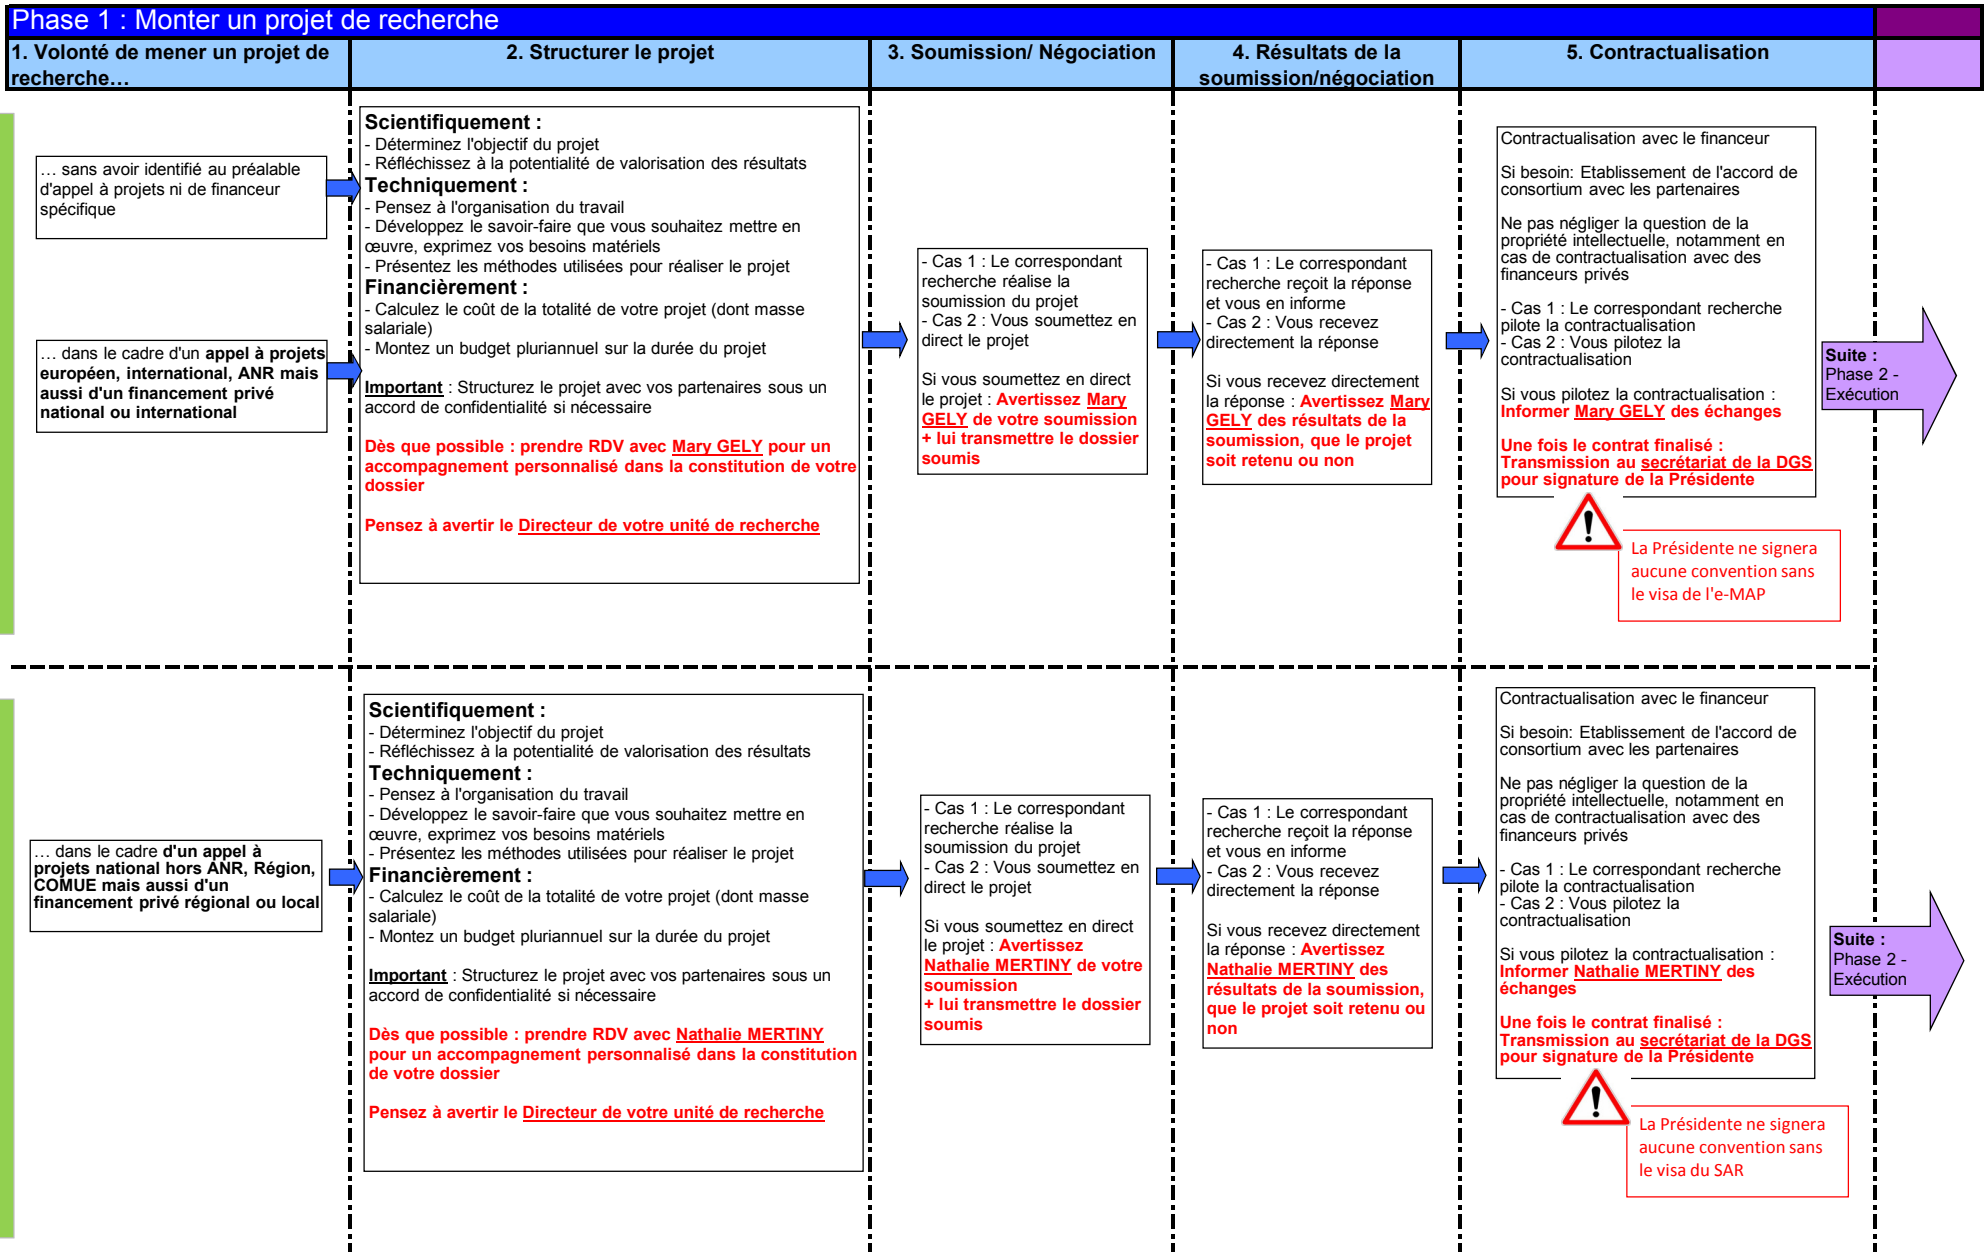 Phase 1 : Monter un projet de recherche
1. Volonté de mener un projet de
recherche…
2. Structurer le projet
3. Soumission/ Négociation
4. Résultats de la
soumission/négociation
5. Contractualisation
… sans avoir identifié au préalable
d'appel à projets ni de financeur
spécifique
… dans le cadre d'un appel à projets
européen, international, ANR mais
aussi d'un financement privé
national ou international
Scientifiquement :
- Déterminez l'objectif du projet
- Réfléchissez à la potentialité de valorisation des résultats
Techniquement :
- Pensez à l'organisation du travail
- Développez le savoir-faire que vous souhaitez mettre en
œuvre, exprimez vos besoins matériels
- Présentez les méthodes utilisées pour réaliser le projet
Financièrement :
- Calculez le coût de la totalité de votre projet (dont masse
salariale)
- Montez un budget pluriannuel sur la durée du projet
Important : Structurez le projet avec vos partenaires sous un
accord de confidentialité si nécessaire
Dès que possible : prendre RDV avec Mary GELY pour un
accompagnement personnalisé dans la constitution de votre
dossier
Pensez à avertir le Directeur de votre unité de recherche
- Cas 1 : Le correspondant
recherche réalise la
soumission du projet
- Cas 2 : Vous soumettez en
direct le projet
Si vous soumettez en direct
le projet : Avertissez Mary
GELY de votre soumission
+ lui transmettre le dossier
soumis
- Cas 1 : Le correspondant
recherche reçoit la réponse
et vous en informe
- Cas 2 : Vous recevez
directement la réponse
Si vous recevez directement
la réponse : Avertissez Mary
GELY des résultats de la
soumission, que le projet
soit retenu ou non
Contractualisation avec le financeur
Si besoin: Etablissement de l'accord de
consortium avec les partenaires
Ne pas négliger la question de la
propriété intellectuelle, notamment en
cas de contractualisation avec des
financeurs privés
- Cas 1 : Le correspondant recherche
pilote la contractualisation
- Cas 2 : Vous pilotez la
contractualisation
Si vous pilotez la contractualisation :
Informer Mary GELY des échanges
Une fois le contrat finalisé :
Transmission au secrétariat de la DGS
pour signature de la Présidente
La Présidente ne signera
aucune convention sans
le visa de l'e-MAP
Suite :
Phase 2 -
Exécution
… dans le cadre d'un appel à
projets national hors ANR, Région,
COMUE mais aussi d'un
financement privé régional ou local
Scientifiquement :
- Déterminez l'objectif du projet
- Réfléchissez à la potentialité de valorisation des résultats
Techniquement :
- Pensez à l'organisation du travail
- Développez le savoir-faire que vous souhaitez mettre en
œuvre, exprimez vos besoins matériels
- Présentez les méthodes utilisées pour réaliser le projet
Financièrement :
- Calculez le coût de la totalité de votre projet (dont masse
salariale)
- Montez un budget pluriannuel sur la durée du projet
Important : Structurez le projet avec vos partenaires sous un
accord de confidentialité si nécessaire
Dès que possible : prendre RDV avec Nathalie MERTINY
pour un accompagnement personnalisé dans la constitution
de votre dossier
Pensez à avertir le Directeur de votre unité de recherche
- Cas 1 : Le correspondant
recherche réalise la
soumission du projet
- Cas 2 : Vous soumettez en
direct le projet
Si vous soumettez en direct
le projet : Avertissez
Nathalie MERTINY de votre
soumission
+ lui transmettre le dossier
soumis
- Cas 1 : Le correspondant
recherche reçoit la réponse
et vous en informe
- Cas 2 : Vous recevez
directement la réponse
Si vous recevez directement
la réponse : Avertissez
Nathalie MERTINY des
résultats de la soumission,
que le projet soit retenu ou
non
Contractualisation avec le financeur
Si besoin: Etablissement de l'accord de
consortium avec les partenaires
Ne pas négliger la question de la
propriété intellectuelle, notamment en
cas de contractualisation avec des
financeurs privés
- Cas 1 : Le correspondant recherche
pilote la contractualisation
- Cas 2 : Vous pilotez la
contractualisation
Si vous pilotez la contractualisation :
Informer Nathalie MERTINY des
échanges
Une fois le contrat finalisé :
Transmission au secrétariat de la DGS
pour signature de la Présidente
La Présidente ne signera
aucune convention sans
le visa du SAR
Suite :
Phase 2 -
Exécution